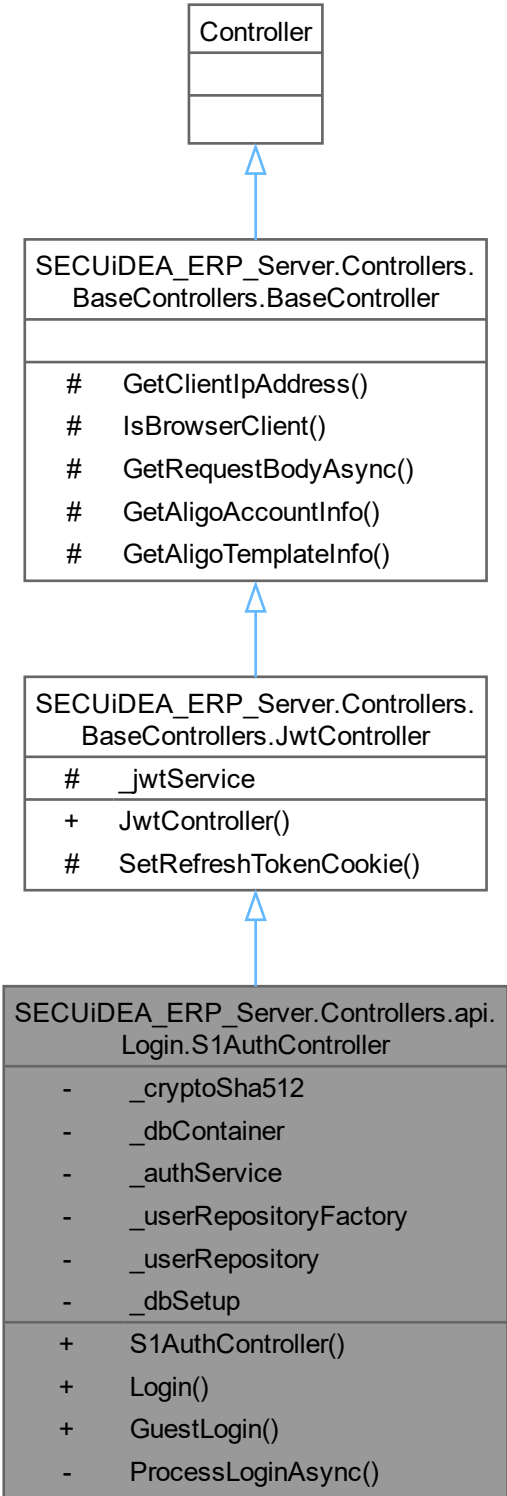 Controller
SECUiDEA_ERP_Server.Controllers.
BaseControllers.BaseController
# GetClientIpAddress()
# IsBrowserClient()
# GetRequestBodyAsync()
# GetAligoAccountInfo()
# GetAligoTemplateInfo()
SECUiDEA_ERP_Server.Controllers.
BaseControllers.JwtController
# _jwtService
+ JwtController()
# SetRefreshTokenCookie()
SECUiDEA_ERP_Server.Controllers.api.
Login.S1AuthController
- _cryptoSha512
- _dbContainer
- _authService
- _userRepositoryFactory
- _userRepository
- _dbSetup
+ S1AuthController()
+ Login()
+ GuestLogin()
- ProcessLoginAsync()